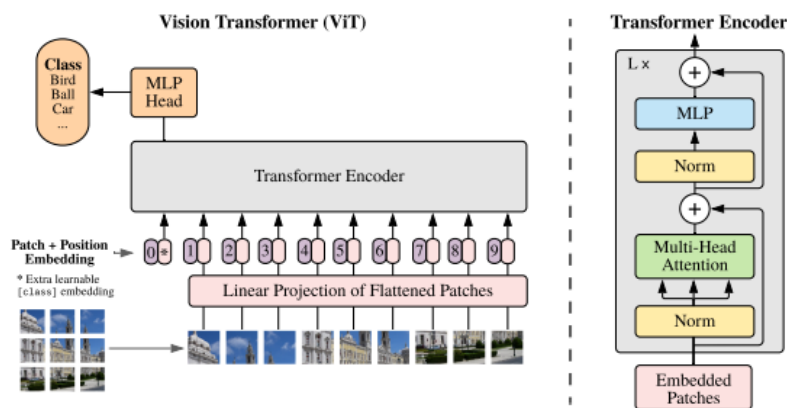 Vision Transformer (ViT)
Class
Bird
Ball
Car
...
MLP
Head
Transformer Encoder
Patch + Position
Embedding
0 * 1 2 3 4 5 6 7 8 9
* Extra learnable
[class] embedding
Linear Projection of Flattened Patches
Transformer Encoder
L x
+
MLP
Norm
+
Multi-Head
Attention
Norm
Embedded
Patches